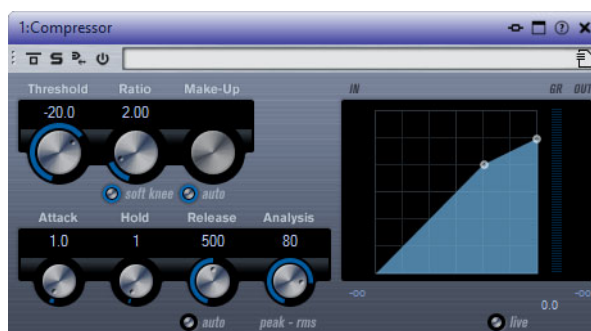 1:Compressor
Threshold Ratio Make-Up
-20.0 2.00
soft knee auto
Attack Hold Release Analysis
1.0 1 500 80
auto peak - rms
IN GR OUT
-∞ -∞
0.0
live